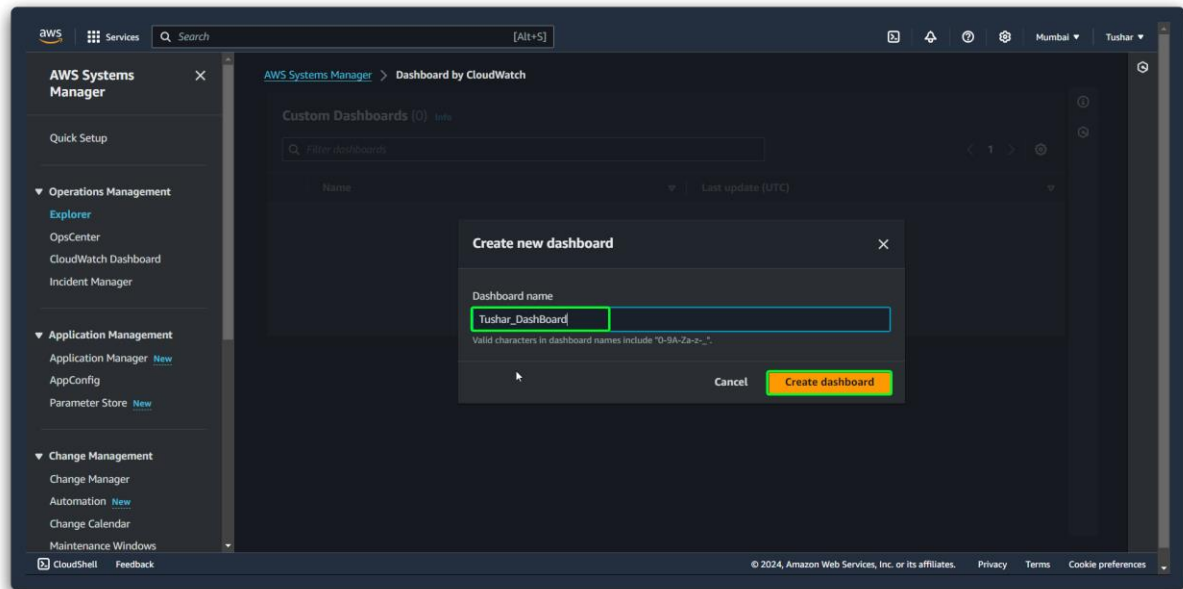 aws Services Search [Alt+S] Mumbai ▼ Tushar ▼
AWS Systems Manager
Quick Setup
▼ Operations Management
Explorer
OpsCenter
CloudWatch Dashboard
Incident Manager
▼ Application Management
Application Manager New
AppConfig
Parameter Store New
▼ Change Management
Change Manager
Automation New
Change Calendar
Maintenance Windows
AWS Systems Manager > Dashboard by CloudWatch
Custom Dashboards (0) Info
Filter dashboards
< 1 >
Name Last update (UTC)
Create new dashboard
Dashboard name
Tushar_DashBoard
Valid characters in dashboard names include "0-9A-Za-z-_".
Cancel Create dashboard
CloudShell Feedback © 2024, Amazon Web Services, Inc. or its affiliates. Privacy Terms Cookie preferences